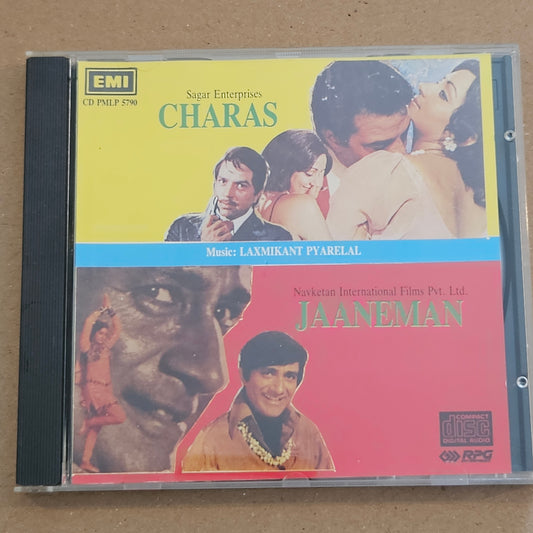 EMI
CD PMLP 5790
Sagar Enterprises
CHARAS
Music: LAXMIKANT PYARELAL
Navketan International Films Pvt. Ltd.
JAANEMAN
COMPACT
disc
DIGITAL AUDIO
RPG